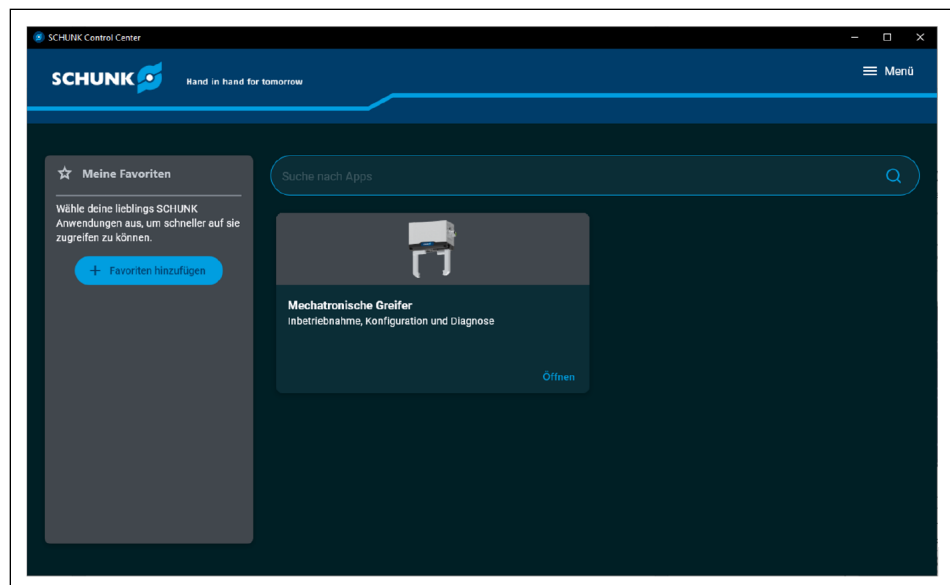 SCHUNK Control Center
SCHUNK
Hand in hand for tomorrow
Menü
Meine Favoriten
Wähle deine lieblings SCHUNK
Anwendungen aus, um schneller auf sie
zugreifen zu können.
+ Favoriten hinzufügen
Suche nach Apps
Mechatronische Greifer
Inbetriebnahme, Konfiguration und Diagnose
Öffnen